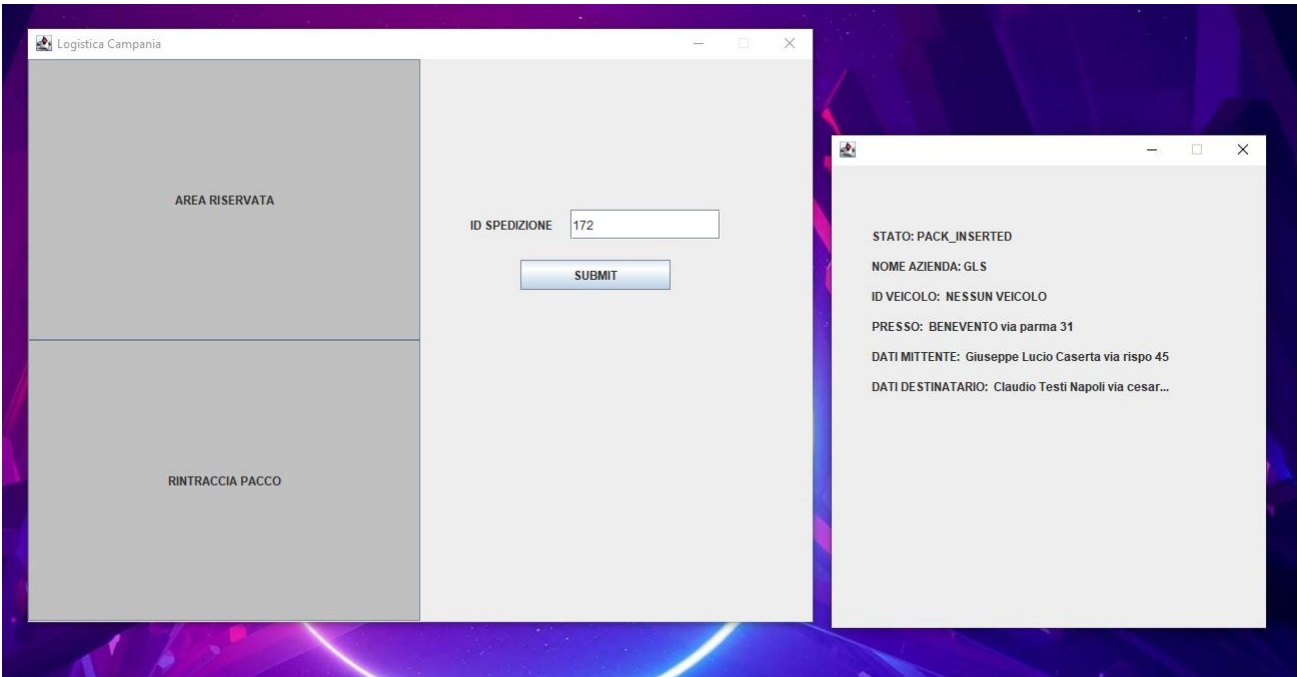 Logistica Campania
AREA RISERVATA
RINTRACCIA PACCO
ID SPEDIZIONE 172
SUBMIT
STATO: PACK_INSERTED
NOME AZIENDA: GLS
ID VEICOLO: NESSUN VEICOLO
PRESSO: BENEVENTO via parma 31
DATI MITTENTE: Giuseppe Lucio Caserta via rispo 45
DATI DESTINATARIO: Claudio Testi Napoli via cesar...